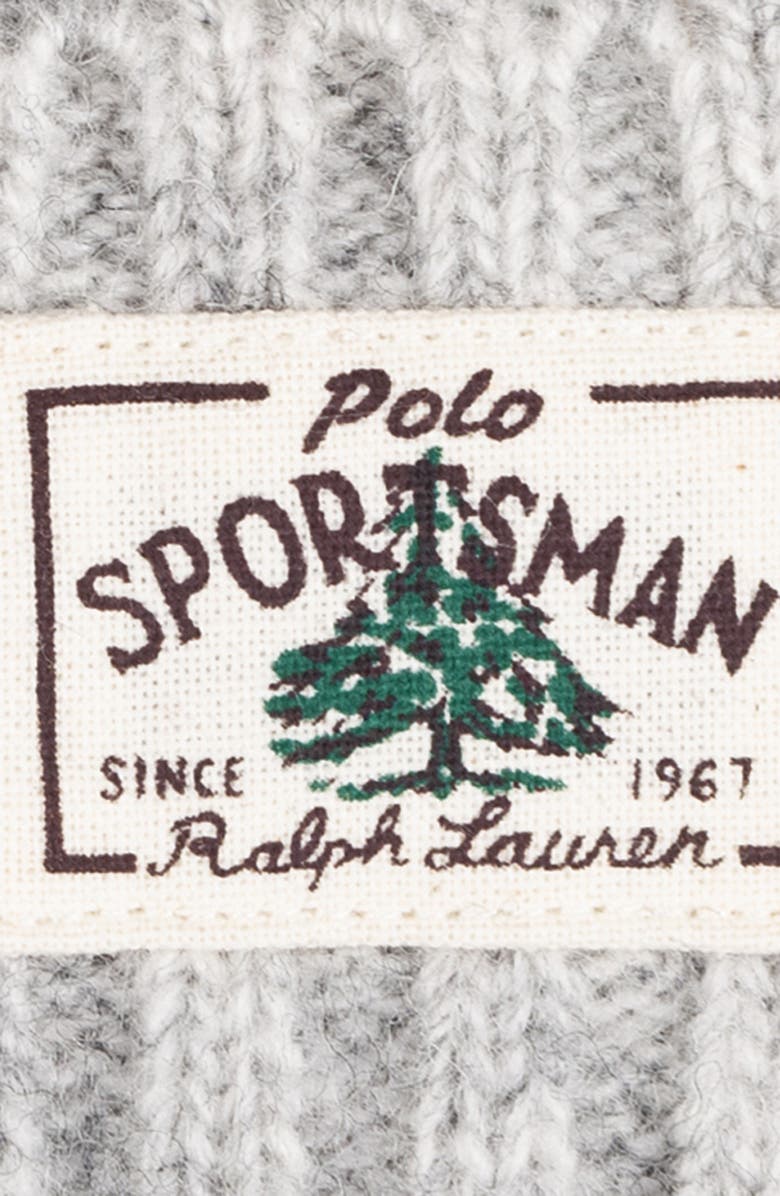 Polo
SPORTSMAN
SINCE 1967
Ralph Lauren